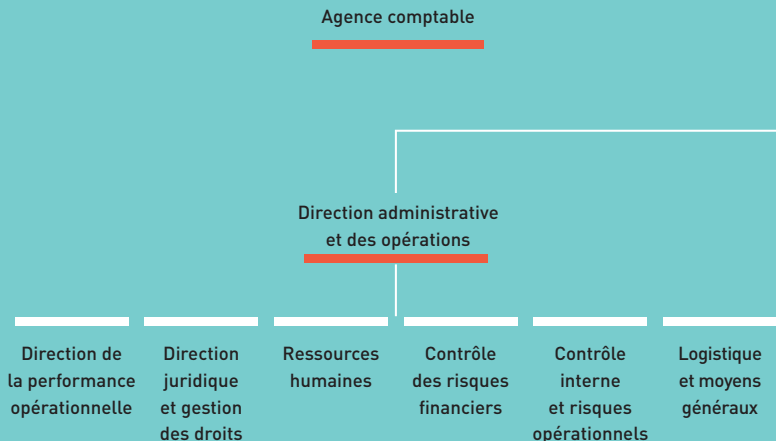 Agence comptable
Direction administrative
et des opérations
Direction de
la performance
opérationnelle
Direction
juridique
et gestion
des droits
Ressources
humaines
Contrôle
des risques
financiers
Contrôle
interne
et risques
opérationnels
Logistique
et moyens
généraux